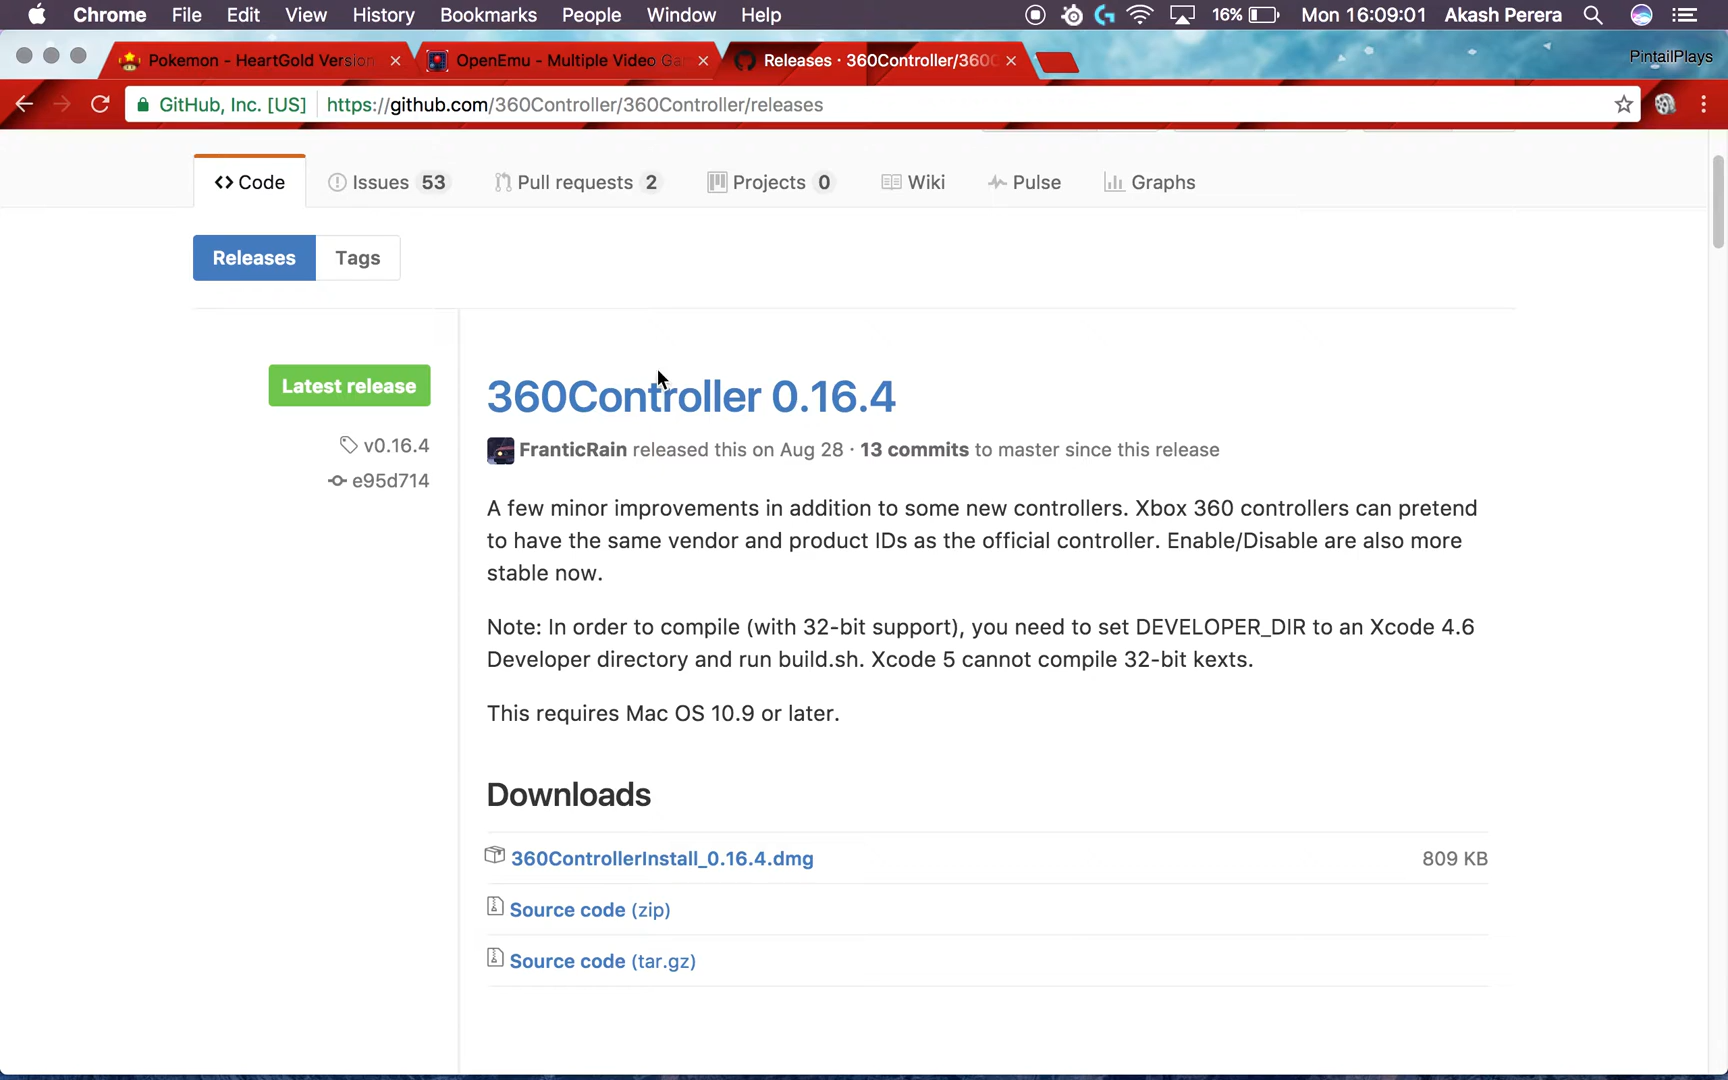 Chrome File Edit View History Bookmarks People Window Help 16% Mon 16:09:01 Akash Perera
Pokemon - HeartGold Version OpenEmu - Multiple Video Ga Releases · 360Controller/360C PintailPlays
GitHub, Inc. [US] https://github.com/360Controller/360Controller/releases
Code Issues 53 Pull requests 2 Projects 0 Wiki Pulse Graphs
Releases Tags
Latest release
v0.16.4
e95d714
360Controller 0.16.4
FranticRain released this on Aug 28 · 13 commits to master since this release
A few minor improvements in addition to some new controllers. Xbox 360 controllers can pretend
to have the same vendor and product IDs as the official controller. Enable/Disable are also more
stable now.
Note: In order to compile (with 32-bit support), you need to set DEVELOPER_DIR to an Xcode 4.6
Developer directory and run build.sh. Xcode 5 cannot compile 32-bit kexts.
This requires Mac OS 10.9 or later.
Downloads
360ControllerInstall_0.16.4.dmg 809 KB
Source code (zip)
Source code (tar.gz)